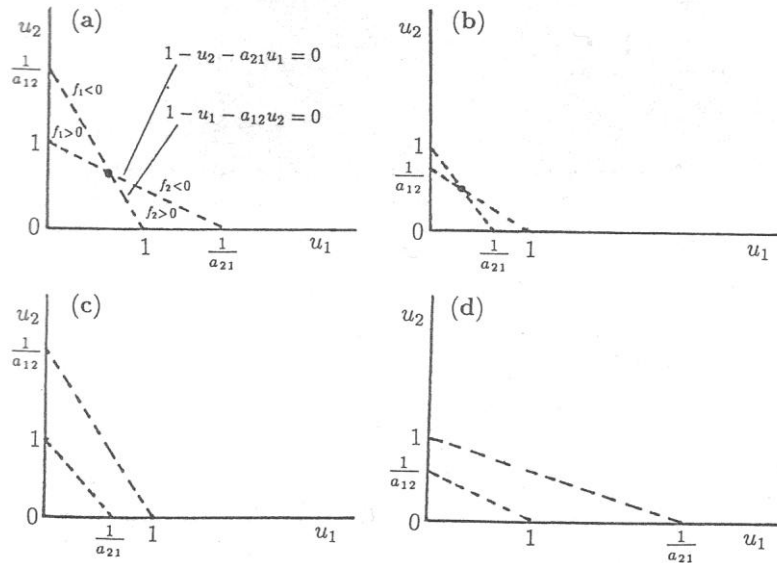 (a)
u₂
1/a₁₂
f₁<0
1 − u₂ − a₂₁u₁ = 0
1 − u₁ − a₁₂u₂ = 0
1
f₁>0
f₂<0
f₂>0
0
1
1/a₂₁
u₁
(b)
u₂
1
1/a₁₂
0
1/a₂₁
1
u₁
(c)
u₂
1/a₁₂
1
0
1/a₂₁
1
u₁
(d)
u₂
1
1/a₁₂
0
1
1/a₂₁
u₁